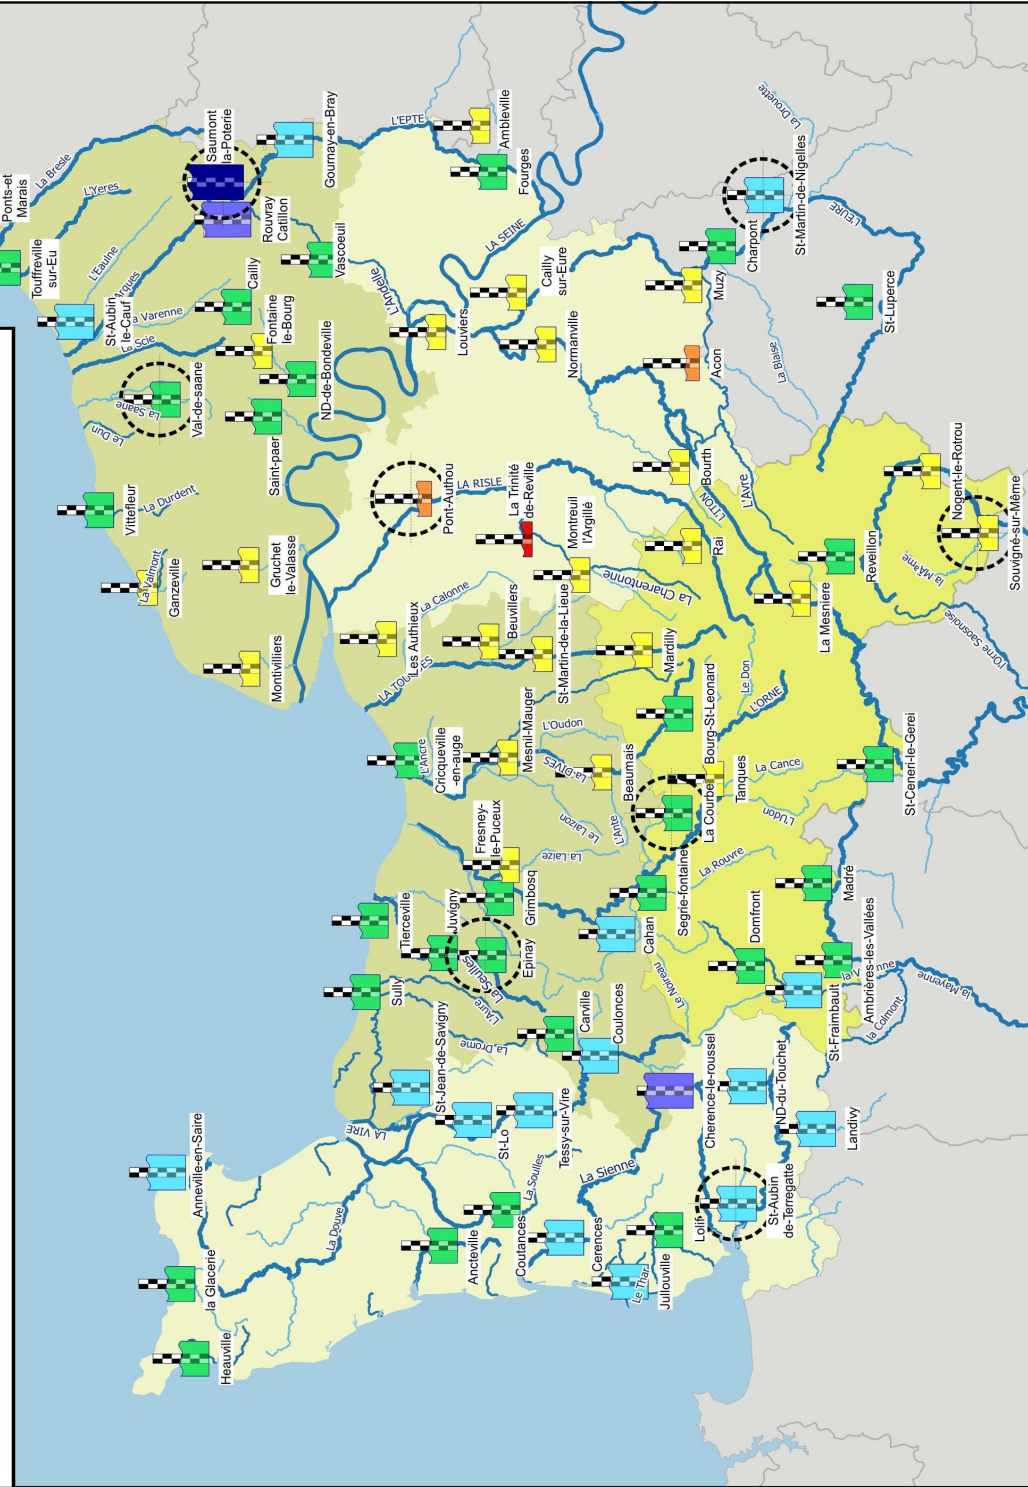 Ponts-et
Marais
La Bresle
Touffreville
sur-Eu
L'Yeres
L'Eaulne
Saumont
la-Poterie
Gournay-en-Bray
L'EPTE
Ambleville
Fourges
La Drouette
St-Martin-de-Nigelles
L'EURE
Rouvray
Catillon
St-Aubin
le-Cauf
Arques
La Varenne
La Scie
Cailly
Vascoeuil
L'Andelle
LA SEINE
Cailly
sur-Eure
Muzy
Charpont
St-Luperce
Fontaine
le-Bourg
ND-de-Bondeville
Louviers
Normanville
Acon
La Blaise
Val-de-saane
La Saane
Le Dun
Saint-paer
Vittefleur
La Durdent
Pont-Authou
LA RISLE
La Trinité
de-Reville
Bourth
L'ITON
L'Avre
Nogent-le-Rotrou
Souvigné-sur-Même
La Valmont
Ganzeville
Gruchet
le-Valasse
Montreuil
l'Argillé
La Charentonne
Rai
Reveillon
Montivilliers
La Calonne
Les Authieux
LA TOUQUES
Beuvillers
St-Martin-de-la-Lieue
Mardilly
La Mesniere
l'Orne Saosnoise
L'Ancre
Cricqueville
-en-auge
Mesnil-Mauger
La DIVES
L'Oudon
Beaumais
Bourg-St-Leonard
Le Don
L'ORNE
La Cance
Tanques
St-Ceneri-le-Gerei
Fresney-
le-Puceux
La Laize
Le Laizon
L'Ante
La Courbe
L'Udon
Tierceville
Juvigny
Grimbosq
Segrie-fontaine
La Rouvre
Madré
Sully
La Seulles
Epinay
Cahan
Le Noireau
Domfront
Ambrières-les-Vallées
L'Aure
La Drome
Carville
Coulonces
St-Fraimbault
la Colmont
la Mayenne
St-Jean-de-Savigny
LA VIRE
St-Lo
Tessy-sur-Vire
Cherence-le-roussel
ND-du-Touchet
Landivy
Anneville-en-Saire
La Soulles
La Sienne
St-Aubin
de-Terregatte
La Douve
Ancteville
Coutances
Cerences
Lolif
la Glacerie
Le Thar
Jullouville
Heauville